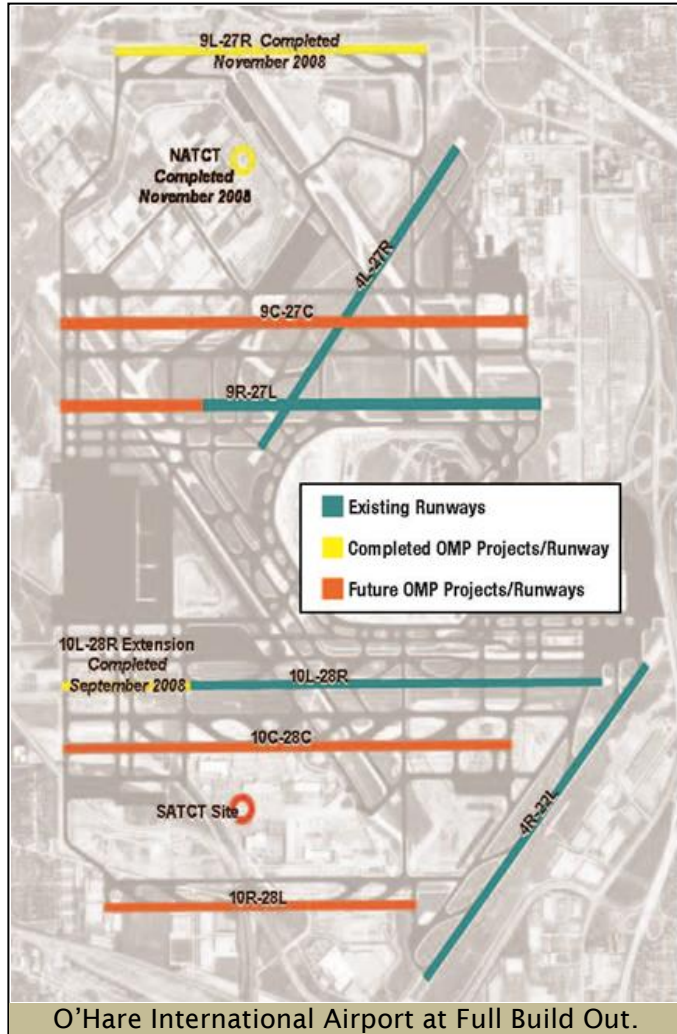 9L-27R Completed
November 2008
NATCT
Completed
November 2008
4L-27R
9C-27C
9R-27L
Existing Runways
Completed OMP Projects/Runway
Future OMP Projects/Runways
10L-28R Extension
Completed
September 2008
10L-28R
10C-28C
SATCT Site
4R-22L
10R-28L
O'Hare International Airport at Full Build Out.